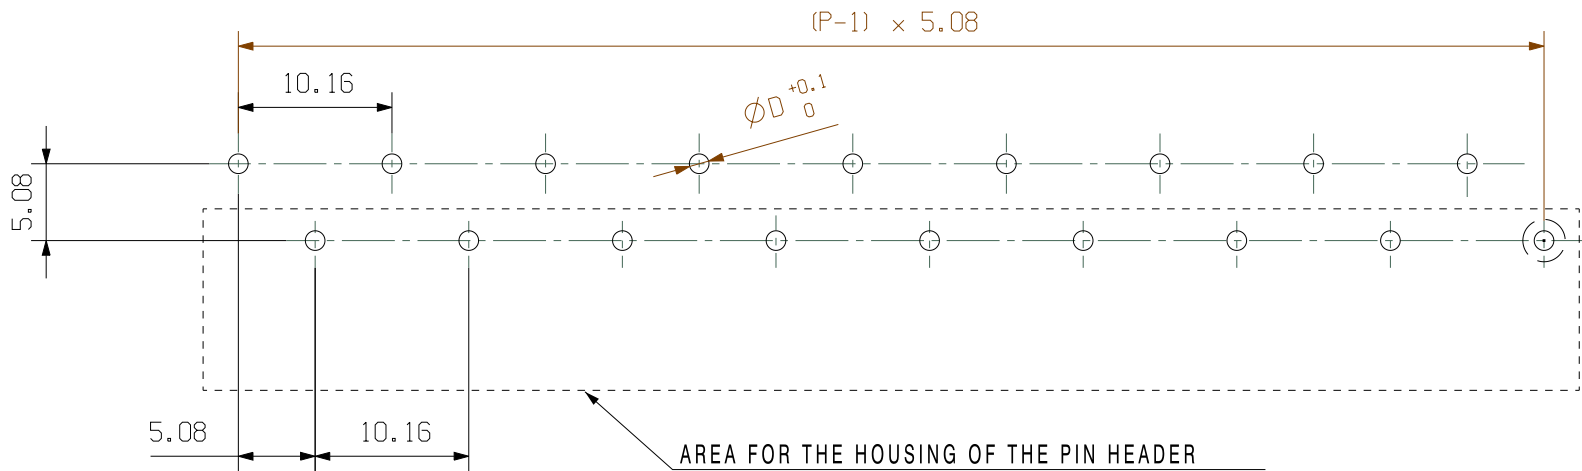 (P-1) × 5.08
10.16
ØD +0.1
0
5.08
5.08
10.16
AREA FOR THE HOUSING OF THE PIN HEADER